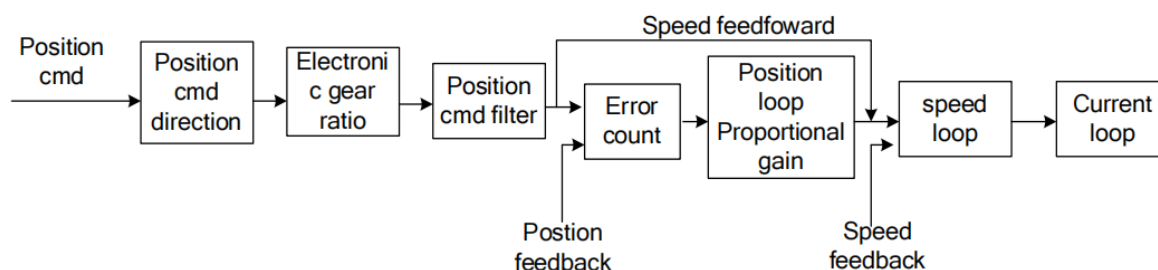 Position
cmd
Position
cmd
direction
Electroni
c gear
ratio
Position
cmd filter
Speed feedfoward
Error
count
Position
loop
Proportional
gain
speed
loop
Current
loop
Postion
feedback
Speed
feedback